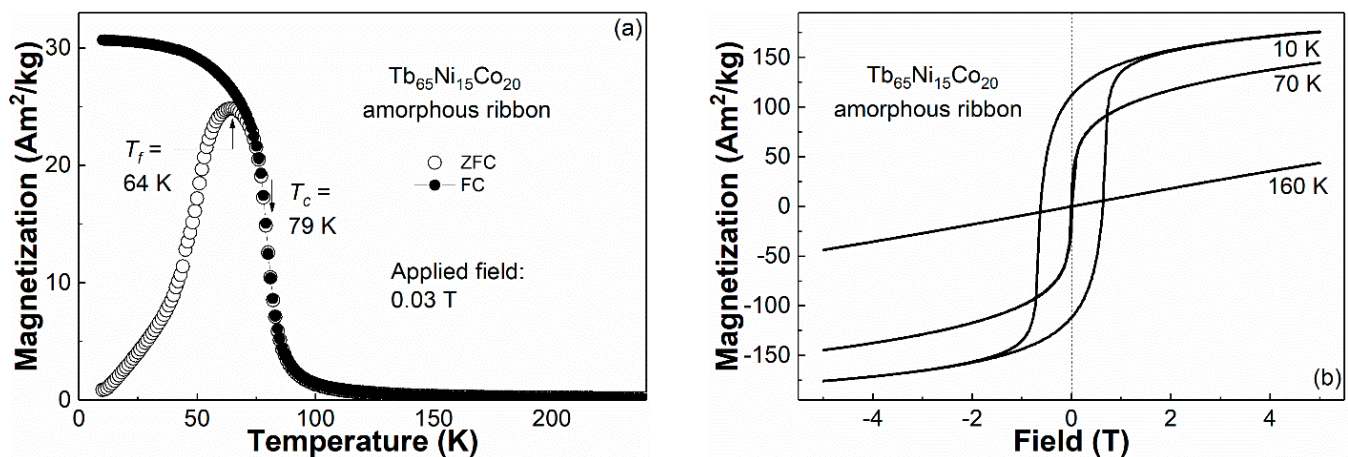 (a)
Magnetization (Am²/kg)
30
20
10
0
Tb₆₅Ni₁₅Co₂₀
amorphous ribbon
T_f =
64 K
ZFC
FC
T_c =
79 K
Applied field:
0.03 T
0
50
100
150
200
Temperature (K)
Magnetization (Am²/kg)
150
100
50
0
-50
-100
-150
Tb₆₅Ni₁₅Co₂₀
amorphous ribbon
10 K
70 K
160 K
(b)
-4
-2
0
2
4
Field (T)